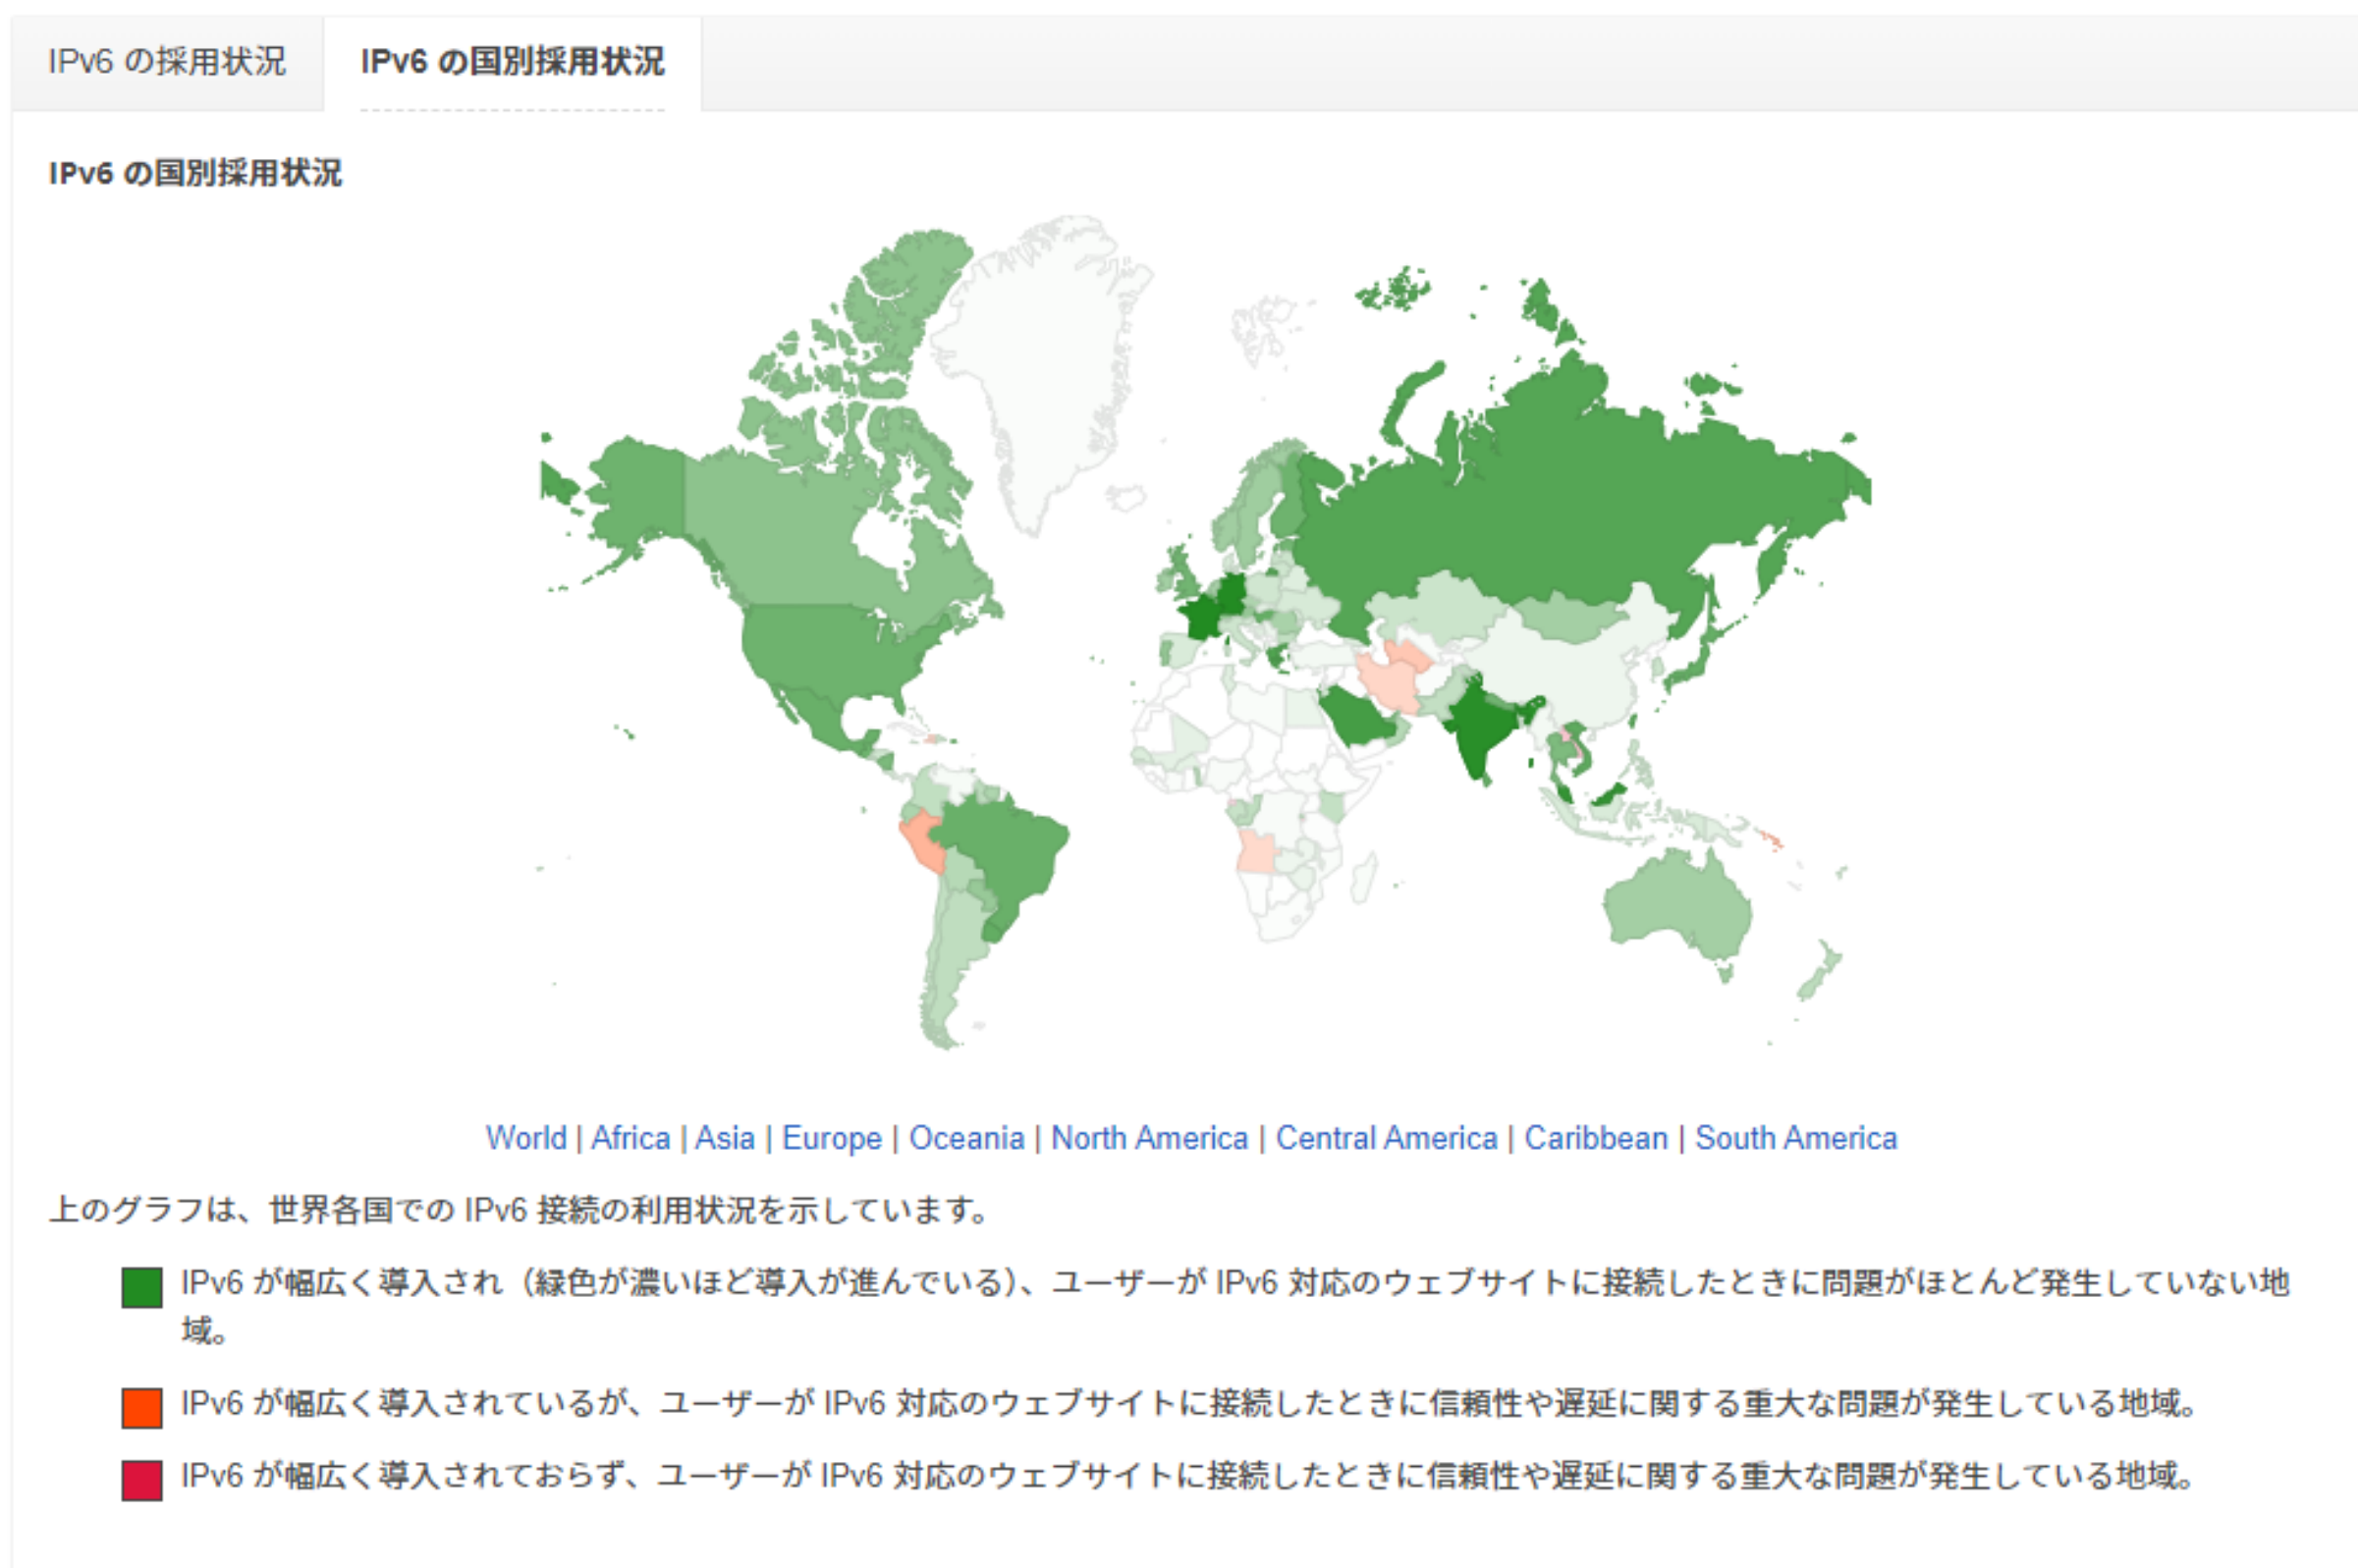 IPv6 の採用状況
IPv6 の国別採用状況
IPv6 の国別採用状況
World | Africa | Asia | Europe | Oceania | North America | Central America | Caribbean | South America
上のグラフは、世界各国での IPv6 接続の利用状況を示しています。
IPv6 が幅広く導入され（緑色が濃いほど導入が進んでいる）、ユーザーが IPv6 対応のウェブサイトに接続したときに問題がほとんど発生していない地
域。
IPv6 が幅広く導入されているが、ユーザーが IPv6 対応のウェブサイトに接続したときに信頼性や遅延に関する重大な問題が発生している地域。
IPv6 が幅広く導入されておらず、ユーザーが IPv6 対応のウェブサイトに接続したときに信頼性や遅延に関する重大な問題が発生している地域。